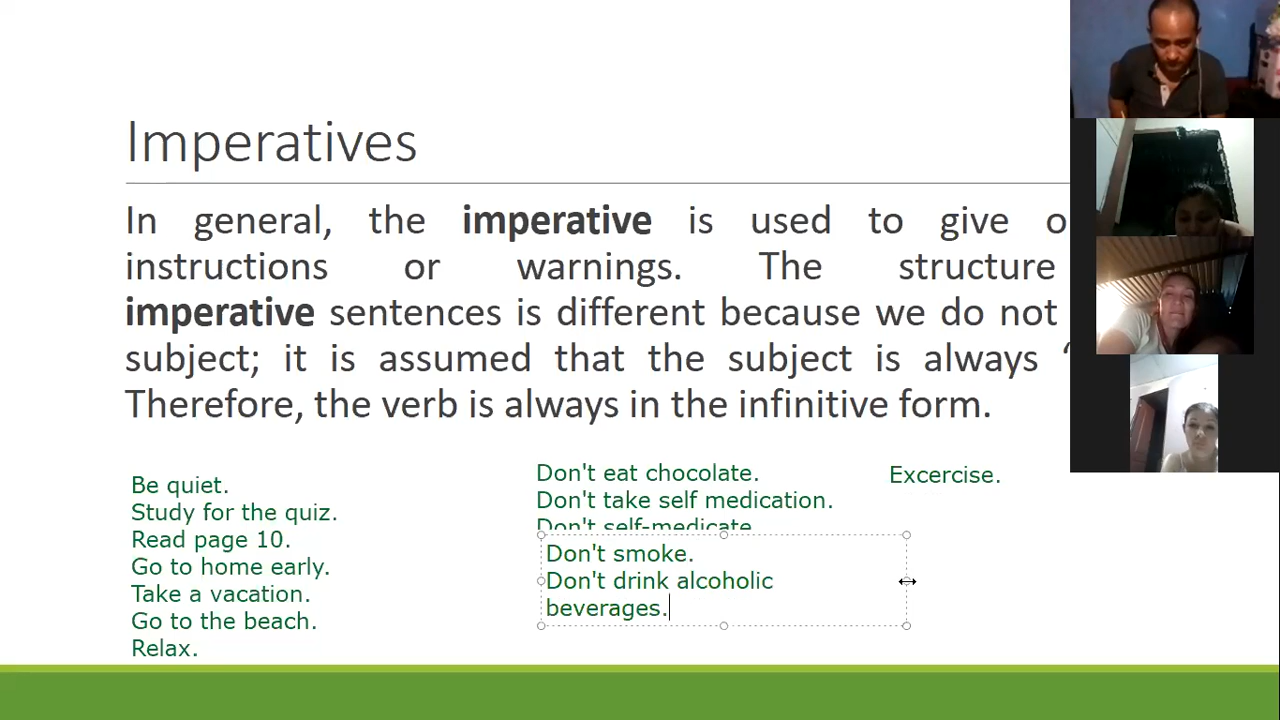 Imperatives
In general, the imperative is used to give
instructions or warnings. The structure
imperative sentences is different because we do not
subject; it is assumed that the subject is always
Therefore, the verb is always in the infinitive form.
Be quiet.
Study for the quiz.
Read page 10.
Go to home early.
Take a vacation.
Go to the beach.
Relax.
Don't eat chocolate.
Don't take self medication.
Don't self-medicate
Don't smoke.
Don't drink alcoholic
beverages.
Excercise.